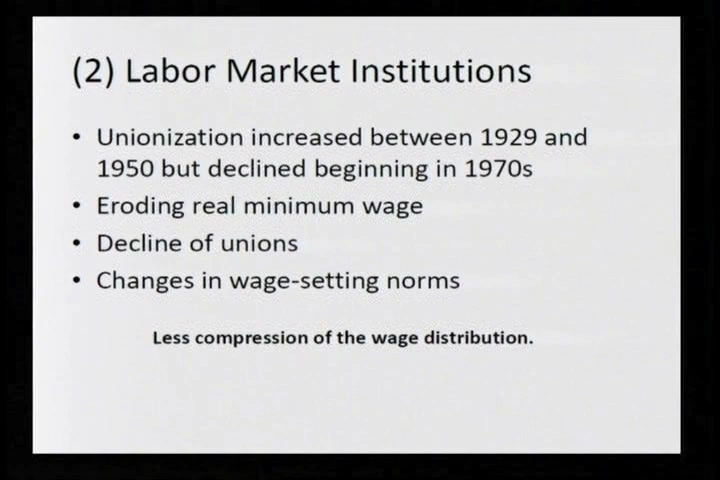 (2) Labor Market Institutions
• Unionization increased between 1929 and
1950 but declined beginning in 1970s
• Eroding real minimum wage
• Decline of unions
• Changes in wage-setting norms
Less compression of the wage distribution.